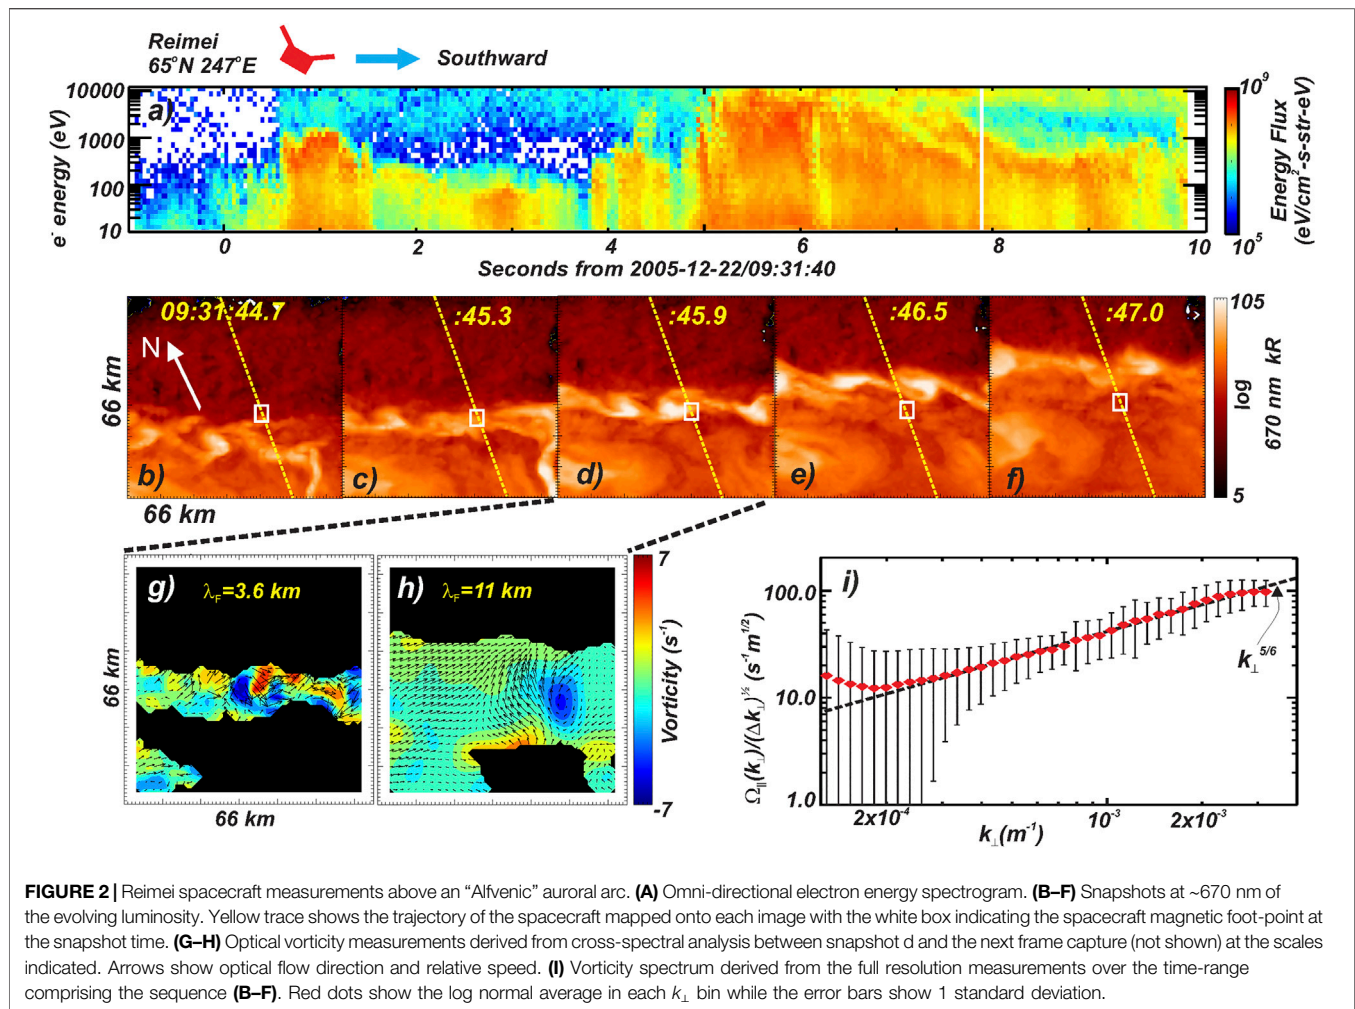 Reimei
65°N 247°E
Southward
a)
e⁻ energy (eV)
10000
1000
100
10
0 2 4 6 8 10
Seconds from 2005-12-22/09:31:40
10⁹
10⁵
Energy Flux
(eV/cm²-s-str-eV)
09:31:44.7
:45.3
:45.9
:46.5
:47.0
N
66 km
b)
c)
d)
e)
f)
66 km
105
5
log
670 nm kR
g)
λF=3.6 km
h)
λF=11 km
66 km
66 km
7
-7
Vorticity (s⁻¹)
i)
100.0
10.0
1.0
Ω||(k⊥)/(Δk⊥)^½ (s⁻¹m^1/2)
k⊥^5/6
2x10⁻⁴ 10⁻³ 2x10⁻³
k⊥(m⁻¹)
FIGURE 2 | Reimei spacecraft measurements above an “Alfvenic” auroral arc. (A) Omni-directional electron energy spectrogram. (B–F) Snapshots at ~670 nm of
the evolving luminosity. Yellow trace shows the trajectory of the spacecraft mapped onto each image with the white box indicating the spacecraft magnetic foot-point at
the snapshot time. (G–H) Optical vorticity measurements derived from cross-spectral analysis between snapshot d and the next frame capture (not shown) at the scales
indicated. Arrows show optical flow direction and relative speed. (I) Vorticity spectrum derived from the full resolution measurements over the time-range
comprising the sequence (B–F). Red dots show the log normal average in each k⊥ bin while the error bars show 1 standard deviation.